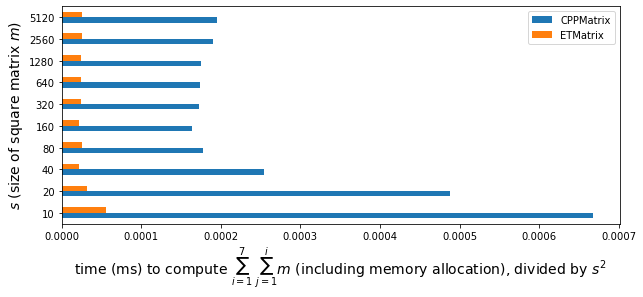 CPPMatrix
ETMatrix
5120
2560
1280
640
320
160
80
40
20
10
s (size of square matrix m)
0.0000 0.0001 0.0002 0.0003 0.0004 0.0005 0.0006 0.0007
time (ms) to compute ∑_{i=1}^{7} ∑_{j=1}^{i} m (including memory allocation), divided by s²